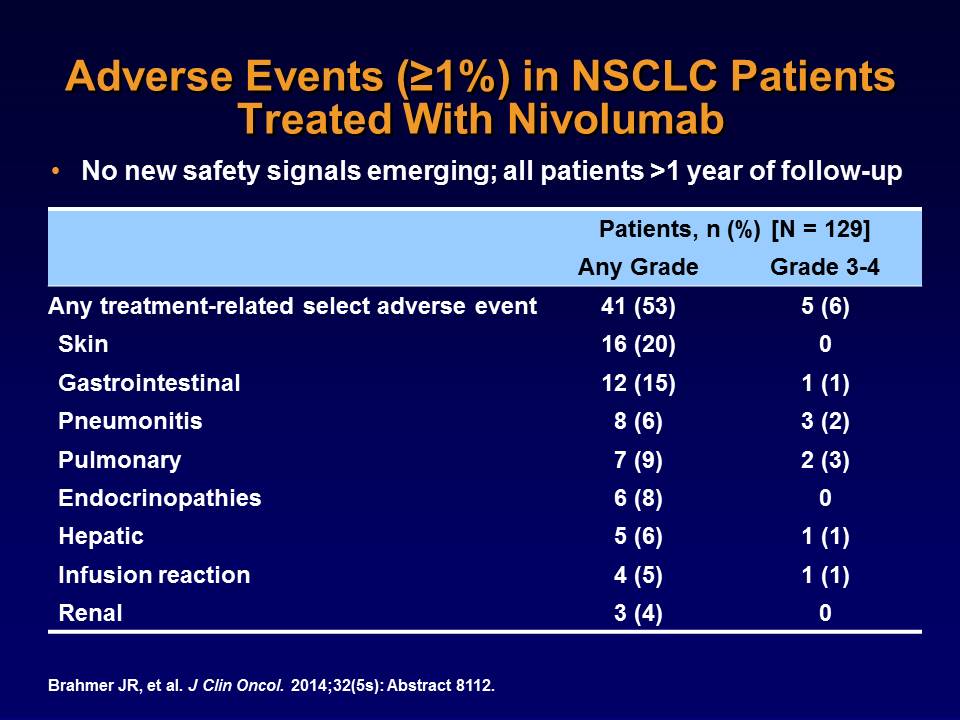 Adverse Events (≥1%) in NSCLC Patients
Treated With Nivolumab
• No new safety signals emerging; all patients >1 year of follow-up
Patients, n (%) [N = 129]
Any Grade Grade 3-4
Any treatment-related select adverse event 41 (53) 5 (6)
Skin 16 (20) 0
Gastrointestinal 12 (15) 1 (1)
Pneumonitis 8 (6) 3 (2)
Pulmonary 7 (9) 2 (3)
Endocrinopathies 6 (8) 0
Hepatic 5 (6) 1 (1)
Infusion reaction 4 (5) 1 (1)
Renal 3 (4) 0
Brahmer JR, et al. J Clin Oncol. 2014;32(5s): Abstract 8112.